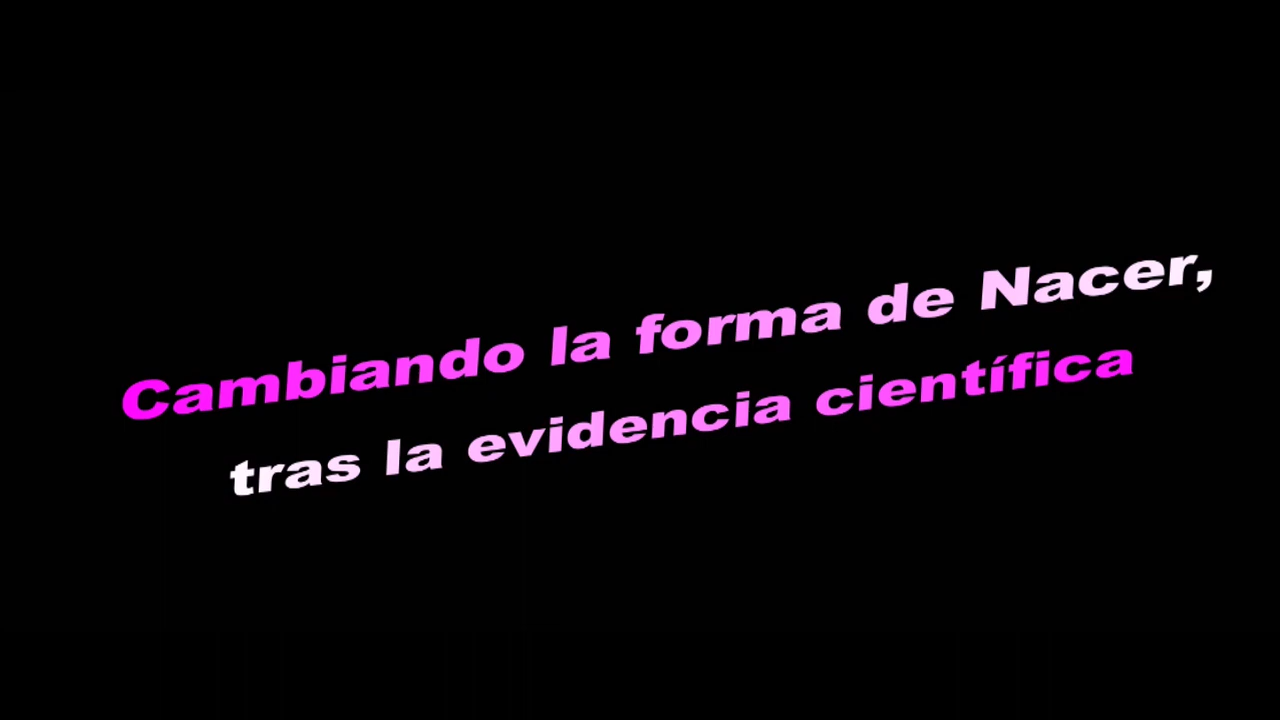 Cambiando la forma de Nacer,
tras la evidencia científica